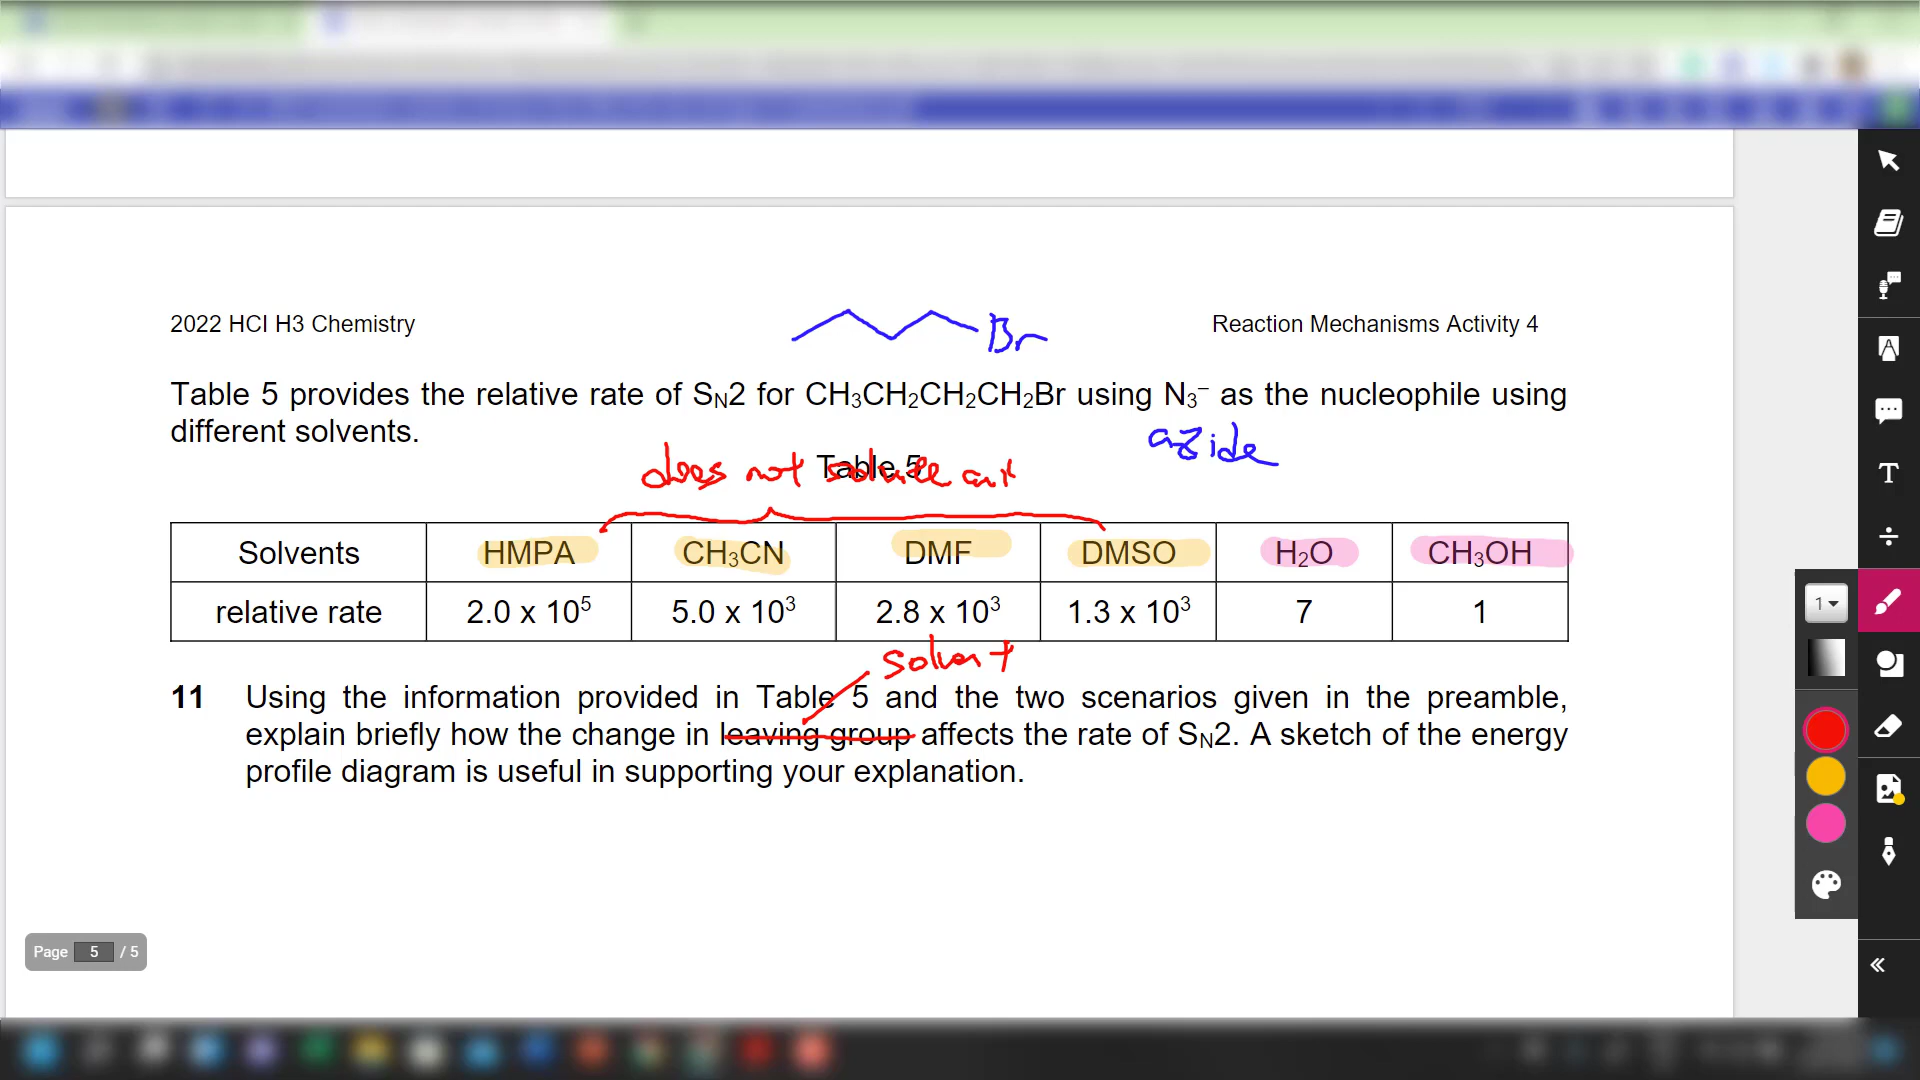 2022 HCI H3 Chemistry
Br
Reaction Mechanisms Activity 4
Table 5 provides the relative rate of SN2 for CH₃CH₂CH₂CH₂Br using N₃⁻ as the nucleophile using
different solvents.
azide
Table 5
does not
Solvents HMPA CH₃CN DMF DMSO H₂O CH₃OH
relative rate 2.0 x 10⁵ 5.0 x 10³ 2.8 x 10³ 1.3 x 10³ 7 1
solvent
11 Using the information provided in Table 5 and the two scenarios given in the preamble,
explain briefly how the change in leaving group affects the rate of SN2. A sketch of the energy
profile diagram is useful in supporting your explanation.
1
T
Page 5 / 5